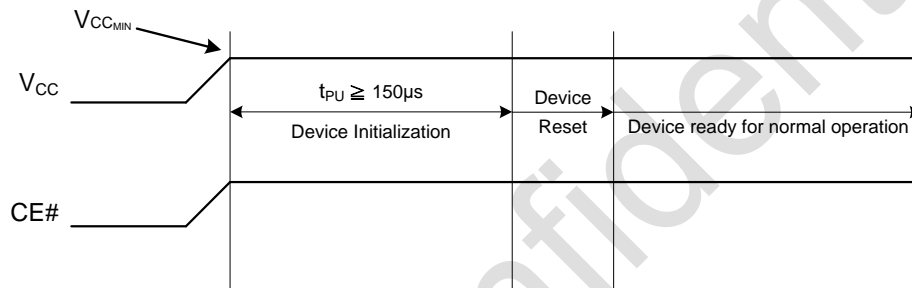 VCCMIN
VCC
tPU ≧ 150µs
Device Initialization
Device
Reset
Device ready for normal operation
CE#